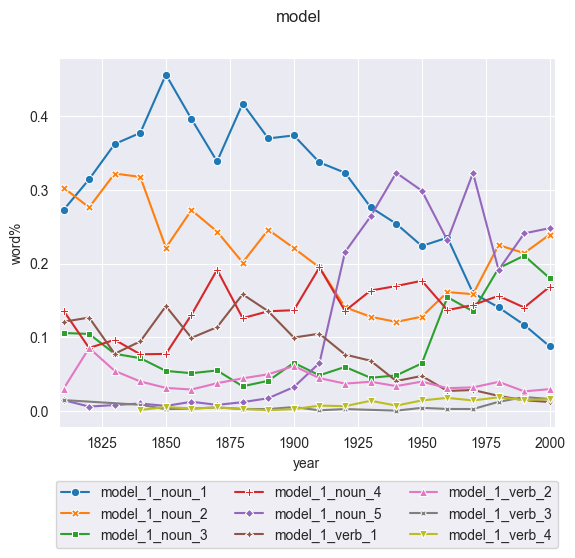 model
0.4
0.3
0.2
0.1
0.0
word%
1825 1850 1875 1900 1925 1950 1975 2000
year
model_1_noun_1 model_1_noun_4 model_1_verb_2
model_1_noun_2 model_1_noun_5 model_1_verb_3
model_1_noun_3 model_1_verb_1 model_1_verb_4